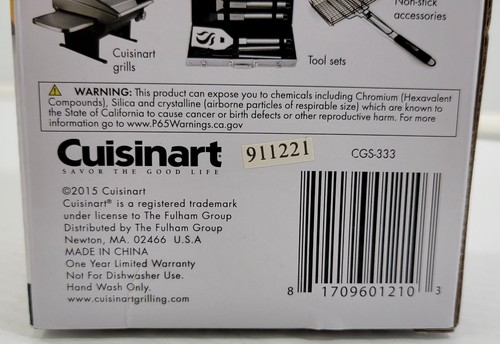 Non-stick
accessories
Cuisinart
grills
Tool sets
WARNING: This product can expose you to chemicals including Chromium (Hexavalent
Compounds), Silica and crystalline (airborne particles of respirable size) which are known to
the State of California to cause cancer or birth defects or other reproductive harm. For more
information go to www.P65Warnings.ca.gov
Cuisinart
SAVOR THE GOOD LIFE
911221
CGS-333
©2015 Cuisinart
Cuisinart® is a registered trademark
under license to The Fulham Group
Distributed by The Fulham Group
Newton, MA. 02466 U.S.A
MADE IN CHINA
One Year Limited Warranty
Not For Dishwasher Use.
Hand Wash Only.
www.cuisinartgrilling.com
8 1709601210 3